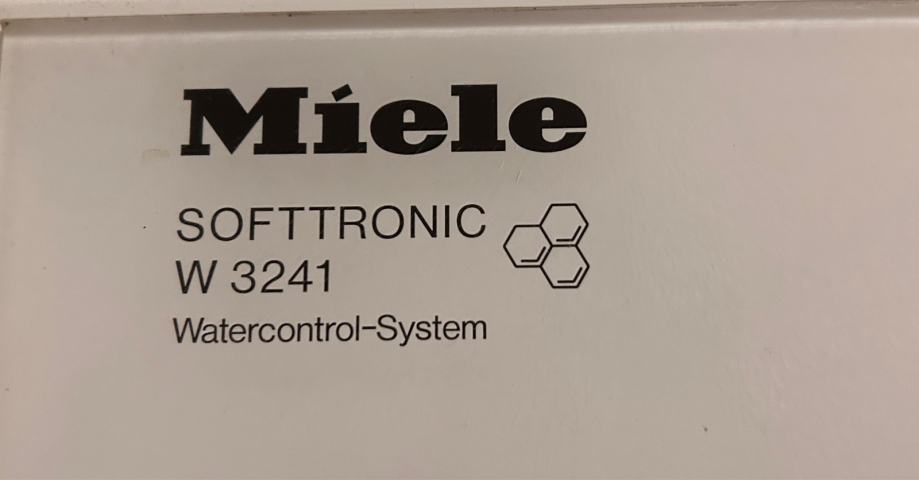 Miele
SOFTTRONIC
W 3241
Watercontrol-System